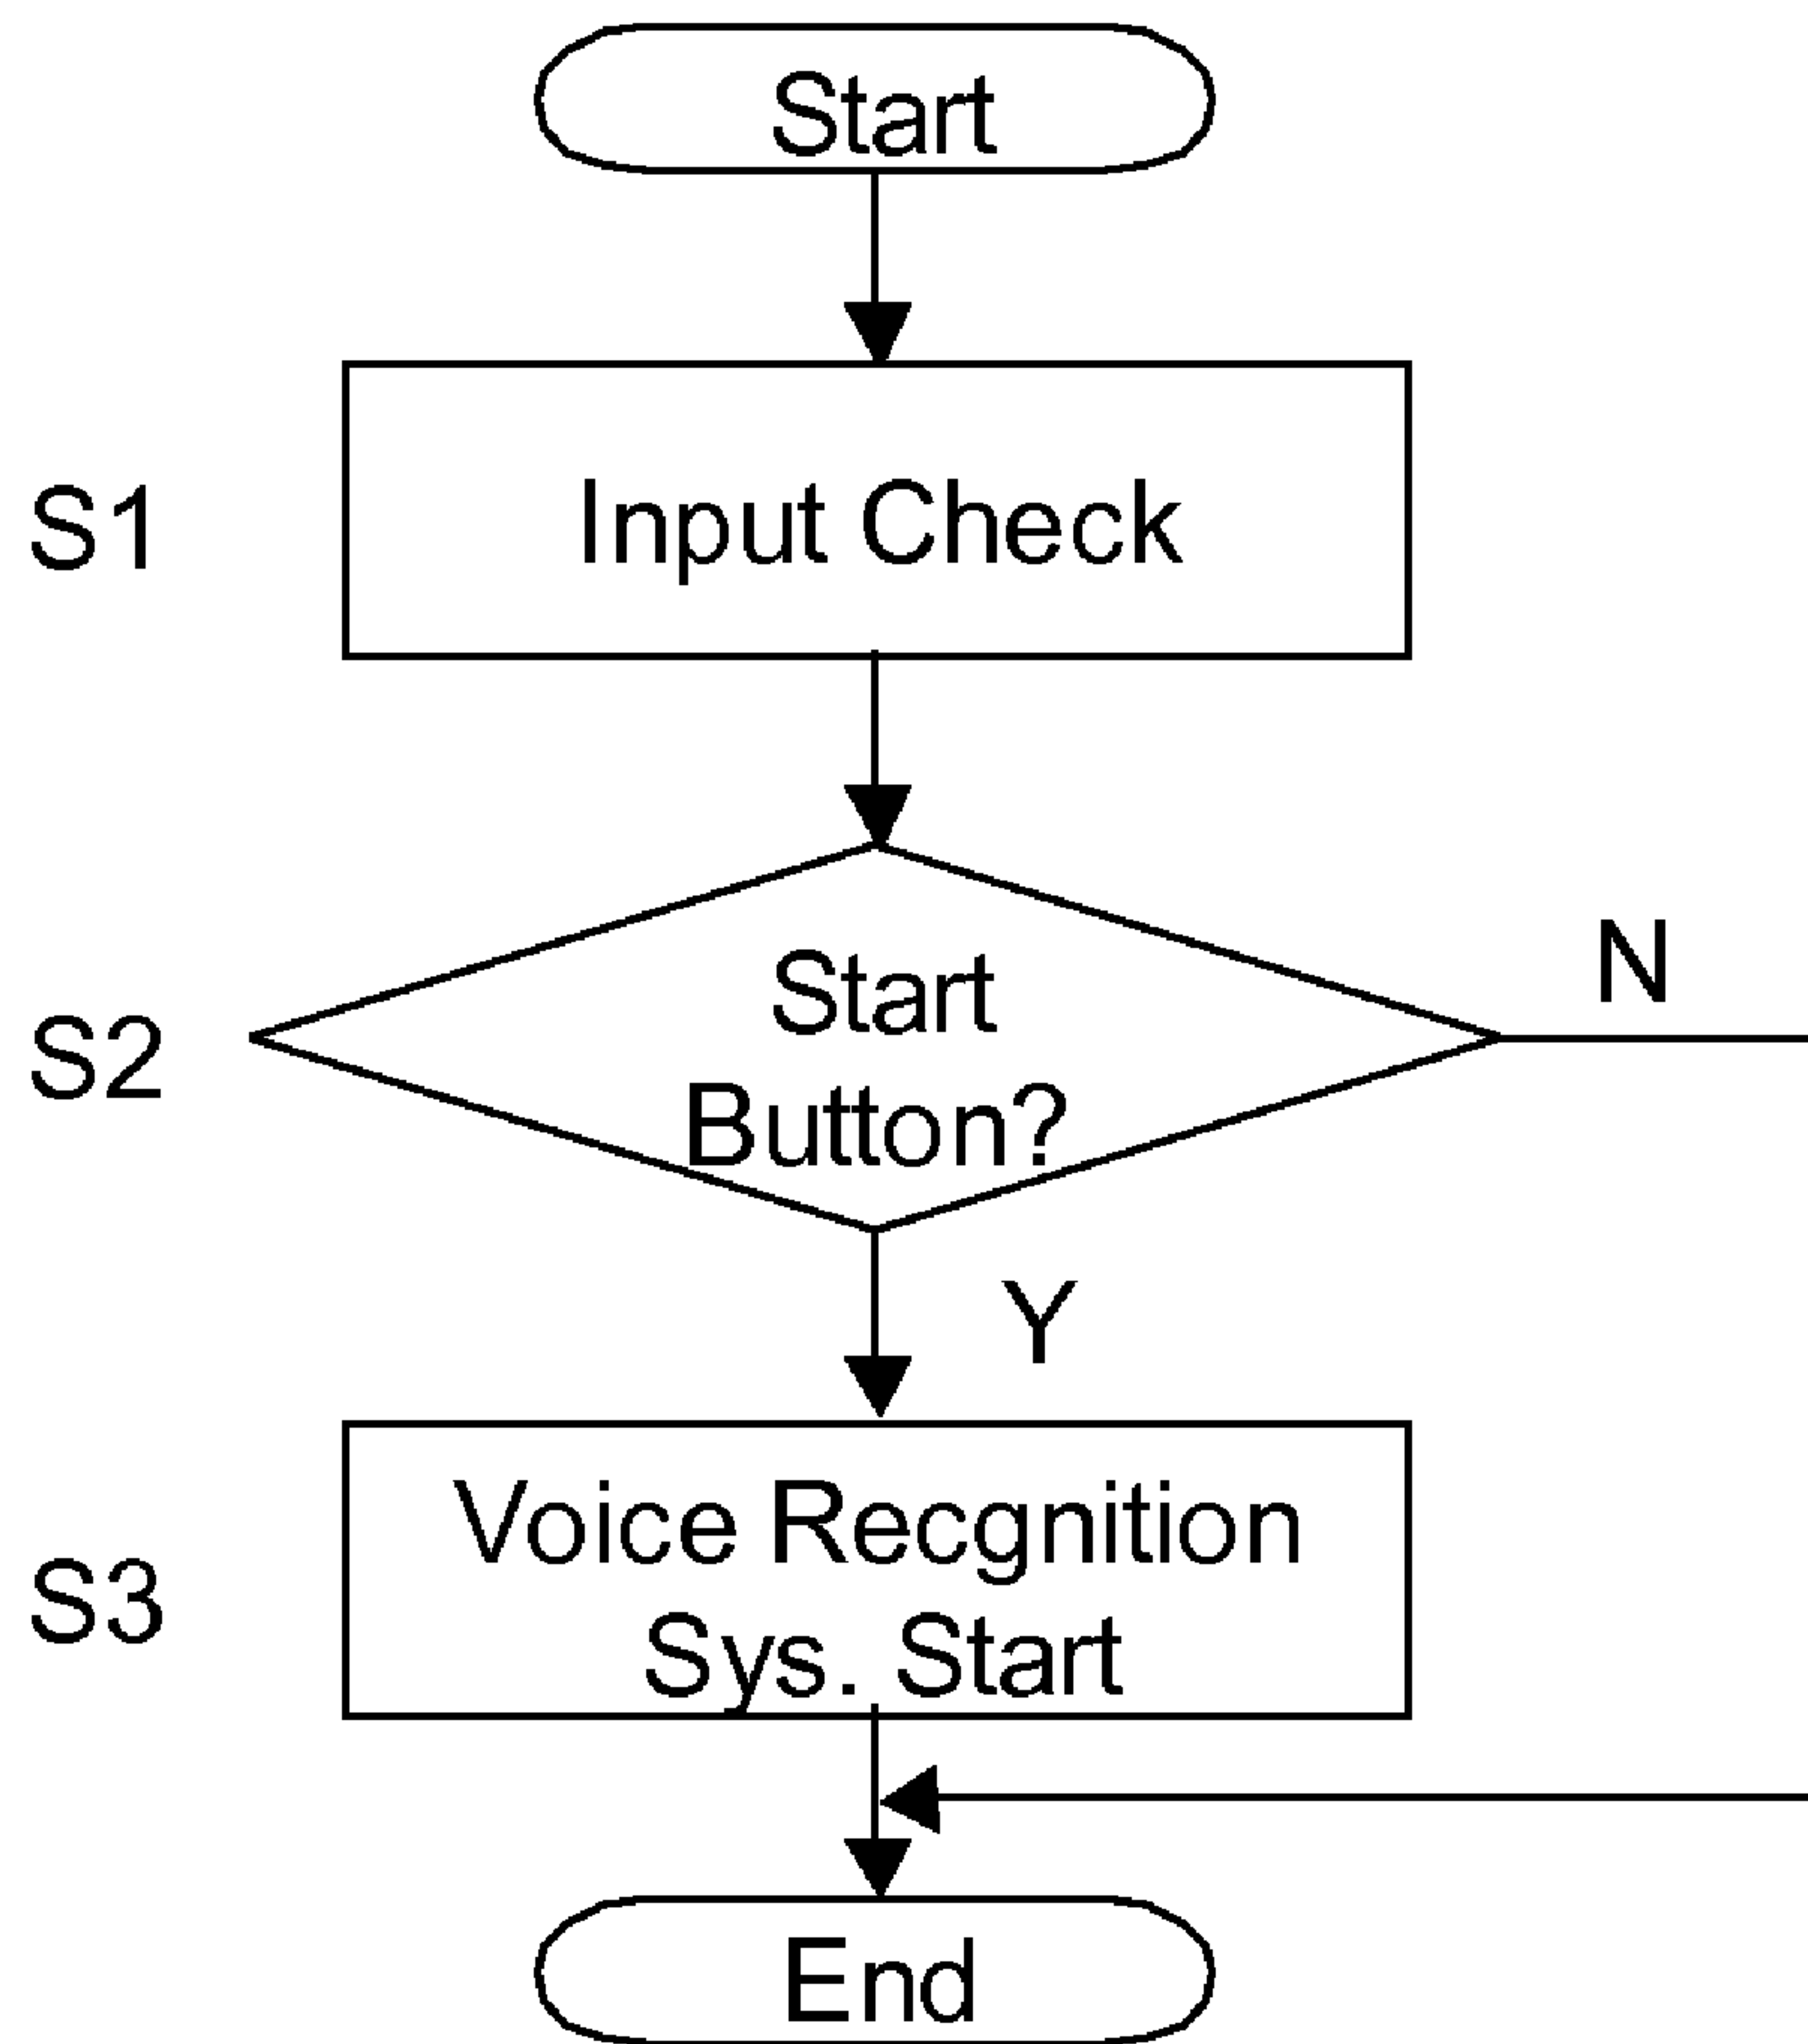 Start
S1
Input Check
S2
Start
Button?
N
Y
S3
Voice Recgnition
Sys. Start
End